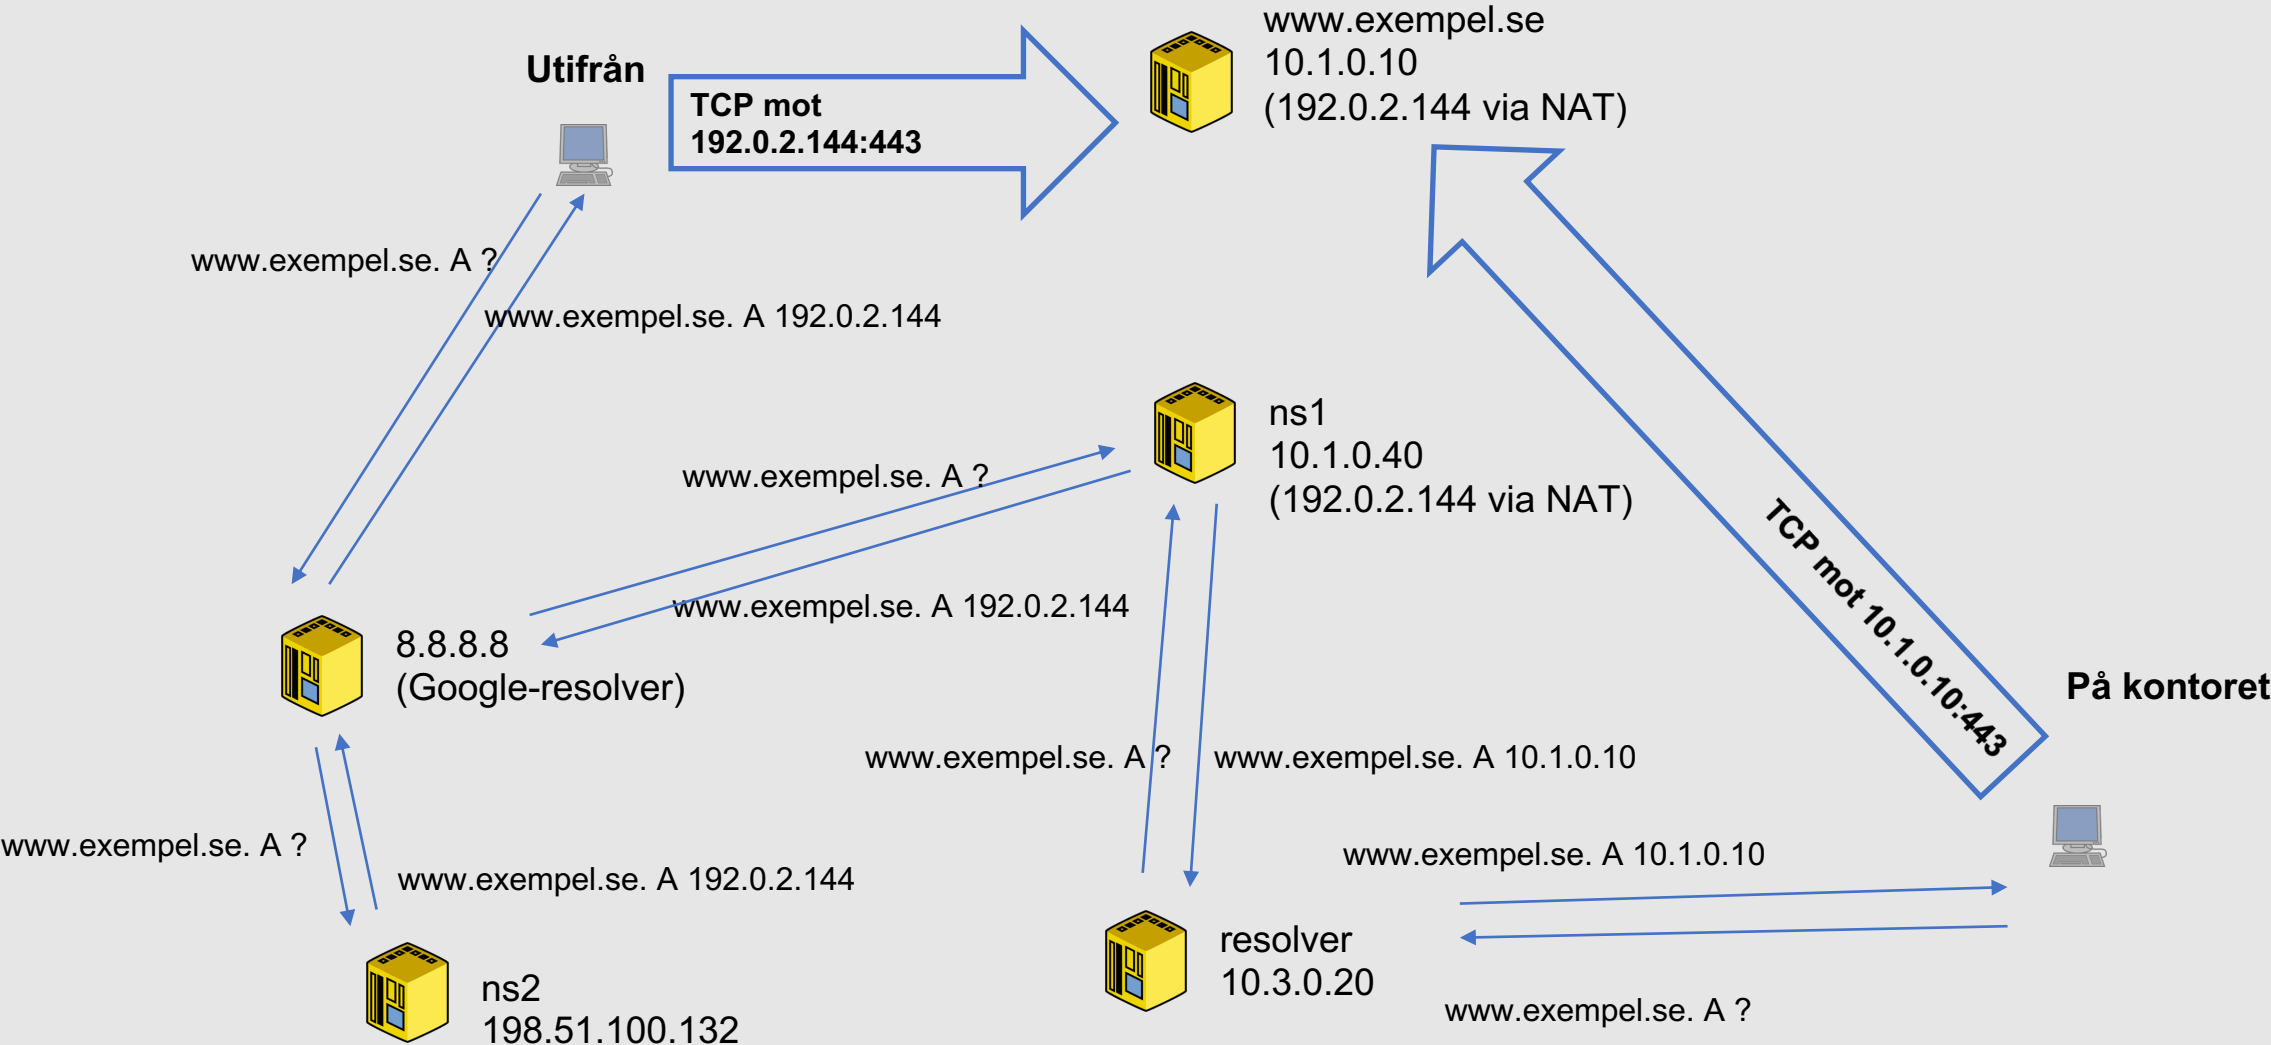 www.exempel.se
10.1.0.10
(192.0.2.144 via NAT)
Utifrån
TCP mot
192.0.2.144:443
www.exempel.se. A ?
www.exempel.se. A 192.0.2.144
ns1
10.1.0.40
(192.0.2.144 via NAT)
www.exempel.se. A ?
www.exempel.se. A 192.0.2.144
TCP mot 10.1.0.10:443
8.8.8.8
(Google-resolver)
På kontoret
www.exempel.se. A ?
www.exempel.se. A 10.1.0.10
www.exempel.se. A ?
www.exempel.se. A 192.0.2.144
www.exempel.se. A 10.1.0.10
resolver
10.3.0.20
www.exempel.se. A ?
ns2
198.51.100.132